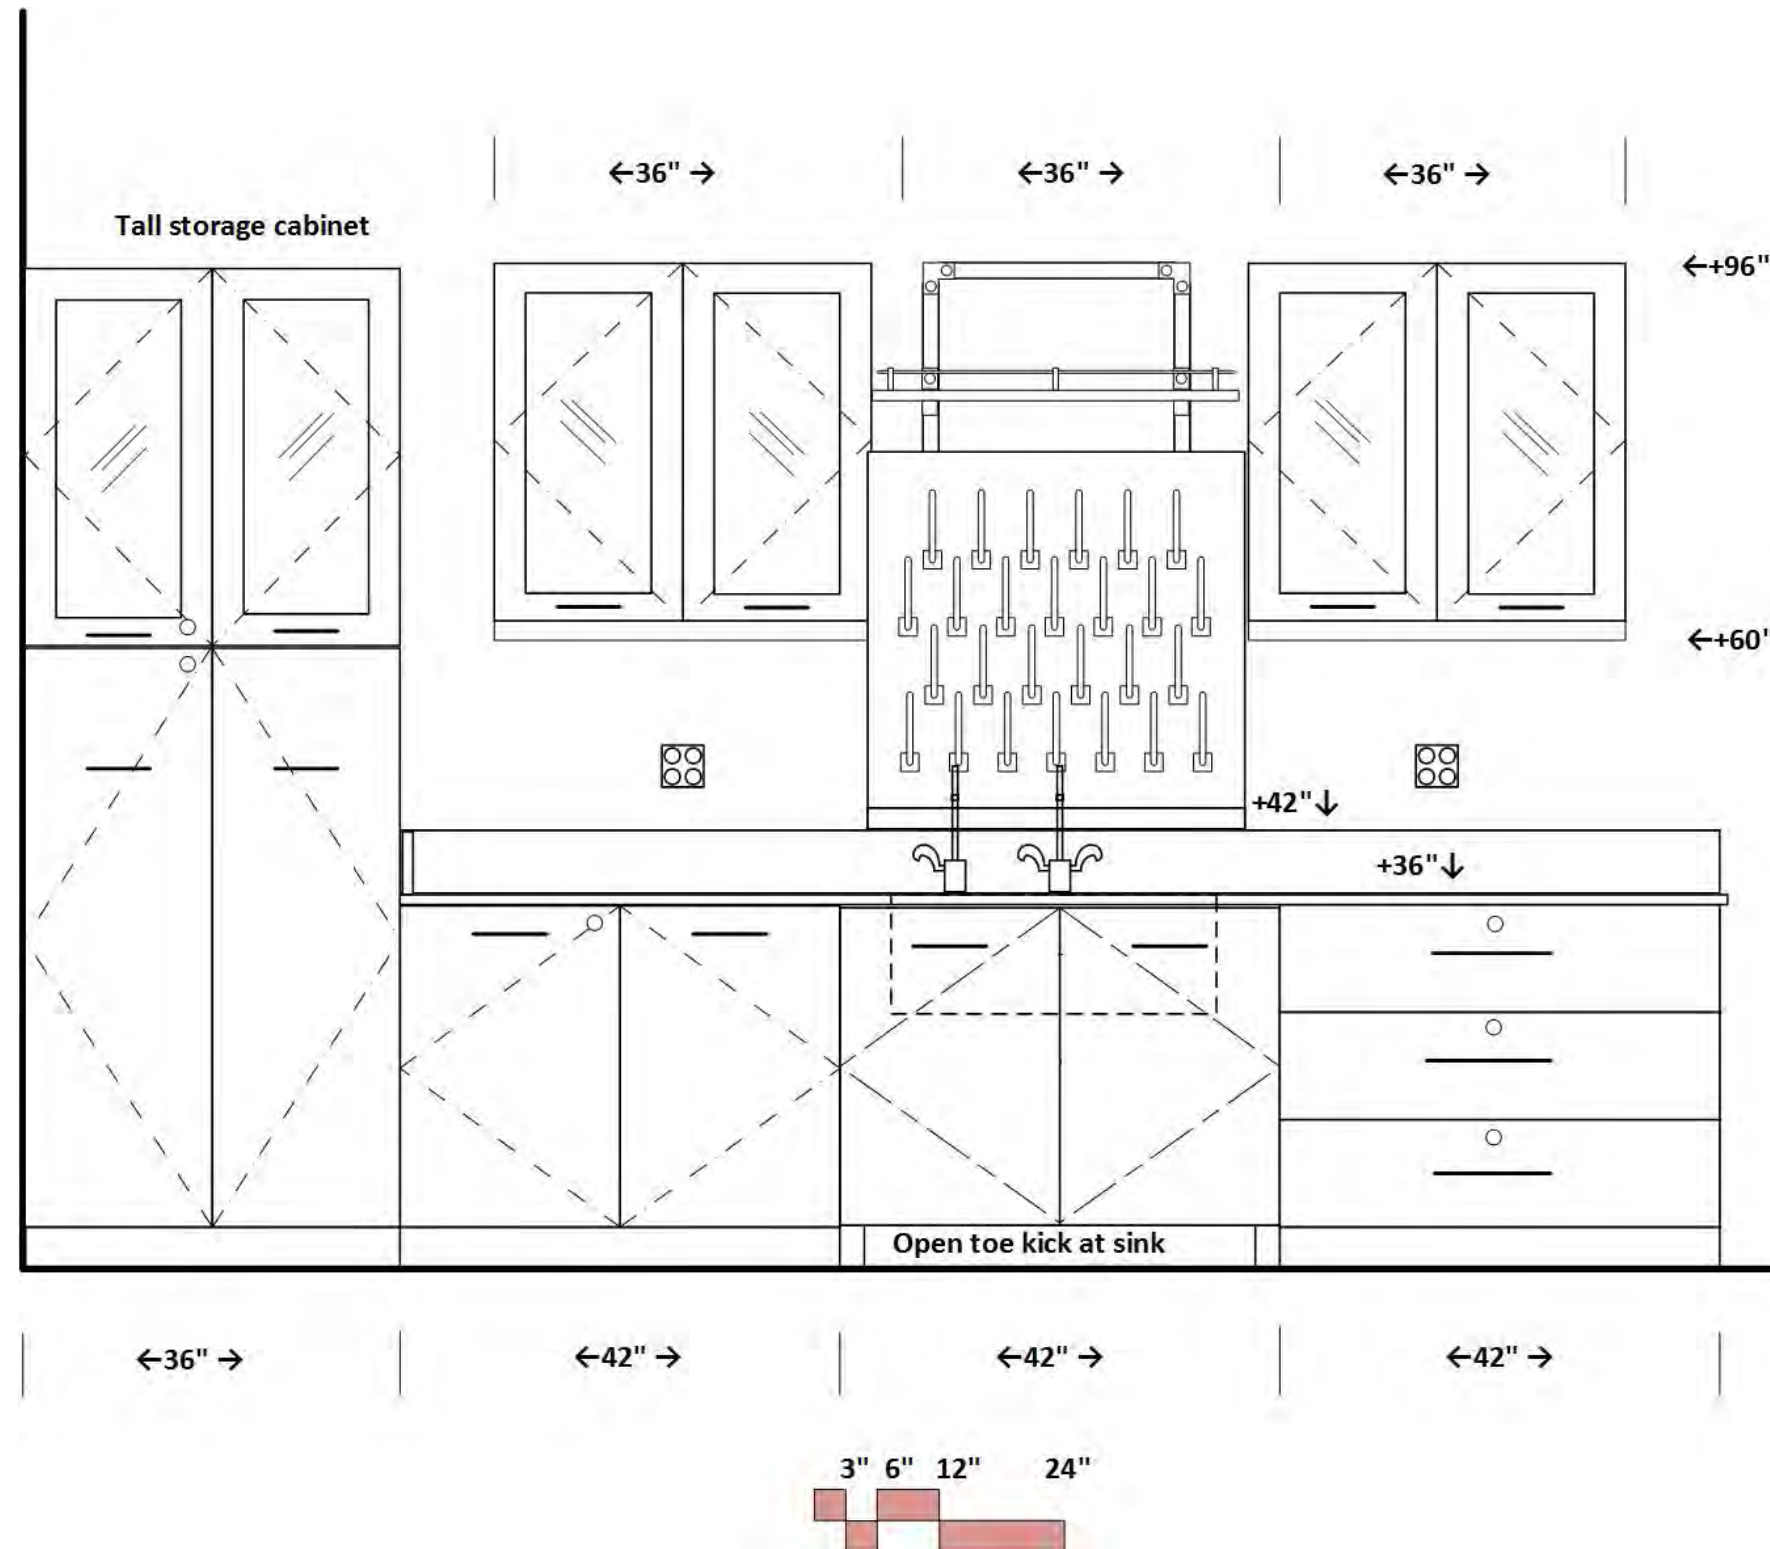 ←36" → ←36" → ←36" →
Tall storage cabinet
←+96"
←+60"
+42"↓
+36"↓
Open toe kick at sink
←36" → ←42" → ←42" → ←42" →
3" 6" 12" 24"